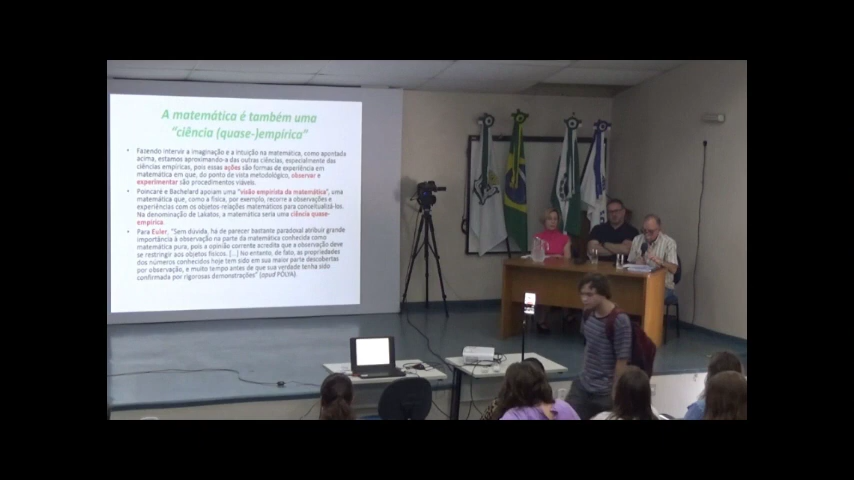 A matemática é também uma
“ciência (quase-)empírica”
Fazendo intervir a imaginação e a intuição na matemática, como apontada
acima, estamos aproximando-a das outras ciências, especialmente das
ciências empíricas, pois essas ações são formas de experiência em
matemática em que, do ponto de vista metodológico, observar e
experimentar são procedimentos viáveis.
Poincaré e Bachelard apoiam uma “visão empirista da matemática”, uma
matemática que, como a física, por exemplo, recorre a observações e
experiências com os objetos-relações matemáticos para conceitualizá-los.
Na denominação de Lakatos, a matemática seria uma ciência quase-
empírica.
Para Euler, “Sem dúvida, há de parecer bastante paradoxal atribuir grande
importância à observação na parte da matemática conhecida como
matemática pura, pois a opinião corrente acredita que a observação deve
se restringir aos objetos físicos. [...] No entanto, de fato, as propriedades
dos números conhecidos hoje tem sido em sua maior parte descobertas
por observação, e muito tempo antes de que sua verdade tenha sido
confirmada por rigorosas demonstrações” (apud PÓLYA).